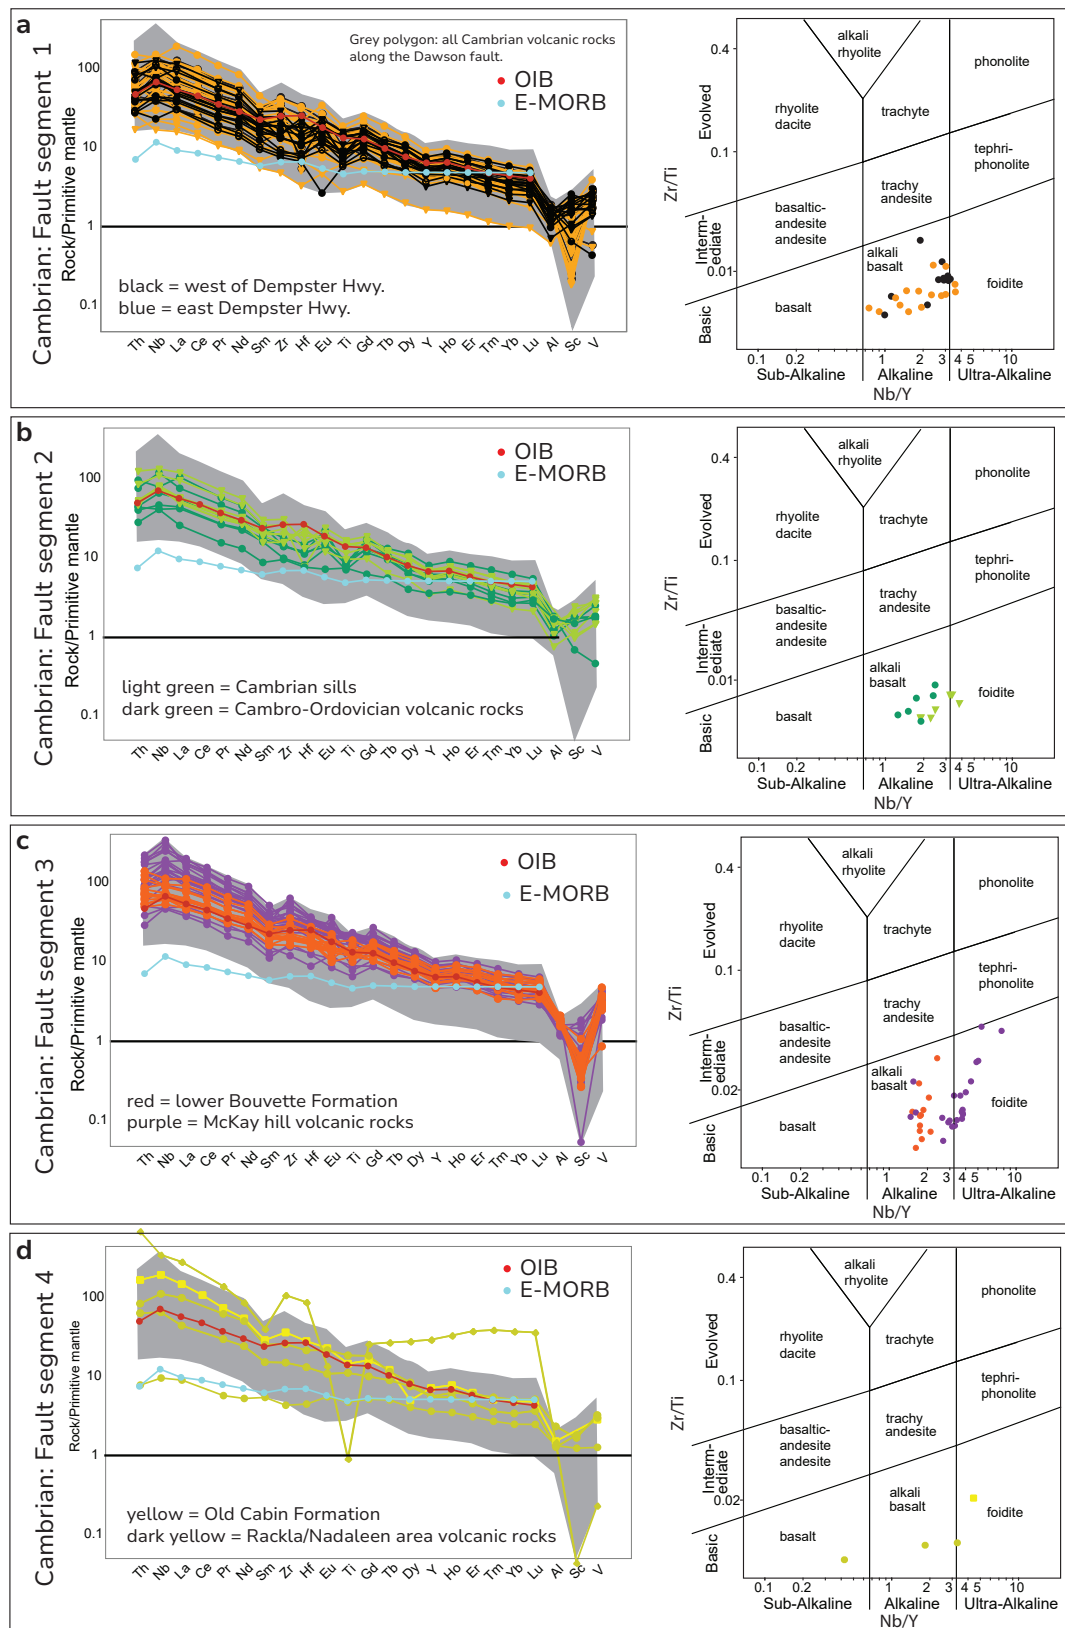 a
Cambrian: Fault segment 1
Rock/Primitive mantle
100
10
1
0.1
Grey polygon: all Cambrian volcanic rocks
along the Dawson fault.
OIB
E-MORB
black = west of Dempster Hwy.
blue = east Dempster Hwy.
Th Nb La Ce Pr Nd Sm Zr Hf Eu Ti Gd Tb Dy Y Ho Er Tm Yb Lu Al Sc V
Zr/Ti
Evolved
Interm-
ediate
Basic
0.4
0.1
0.01
alkali
rhyolite
phonolite
rhyolite
dacite
trachyte
tephri-
phonolite
trachy
andesite
basaltic-
andesite
andesite
alkali
basalt
foidite
basalt
0.1 0.2 1 2 3 4 5 10
Sub-Alkaline Alkaline Ultra-Alkaline
Nb/Y
b
Cambrian: Fault segment 2
Rock/Primitive mantle
100
10
1
0.1
OIB
E-MORB
light green = Cambrian sills
dark green = Cambro-Ordovician volcanic rocks
Th Nb La Ce Pr Nd Sm Zr Hf Eu Ti Gd Tb Dy Y Ho Er Tm Yb Lu Al Sc V
Zr/Ti
Evolved
Interm-
ediate
Basic
0.4
0.1
0.01
alkali
rhyolite
phonolite
rhyolite
dacite
trachyte
tephri-
phonolite
trachy
andesite
basaltic-
andesite
andesite
alkali
basalt
foidite
basalt
0.1 0.2 1 2 3 4 5 10
Sub-Alkaline Alkaline Ultra-Alkaline
Nb/Y
c
Cambrian: Fault segment 3
Rock/Primitive mantle
100
10
1
0.1
OIB
E-MORB
red = lower Bouvette Formation
purple = McKay hill volcanic rocks
Th Nb La Ce Pr Nd Sm Zr Hf Eu Ti Gd Tb Dy Y Ho Er Tm Yb Lu Al Sc V
Zr/Ti
Evolved
Interm-
ediate
Basic
0.4
0.1
0.02
alkali
rhyolite
phonolite
rhyolite
dacite
trachyte
tephri-
phonolite
trachy
andesite
basaltic-
andesite
andesite
alkali
basalt
foidite
basalt
0.1 0.2 1 2 3 4 5 10
Sub-Alkaline Alkaline Ultra-Alkaline
Nb/Y
d
Cambrian: Fault segment 4
Rock/Primitive mantle
100
10
1
0.1
OIB
E-MORB
yellow = Old Cabin Formation
dark yellow = Rackla/Nadaleen area volcanic rocks
Th Nb La Ce Pr Nd Sm Zr Hf Eu Ti Gd Tb Dy Y Ho Er Tm Yb Lu Al Sc V
Zr/Ti
Evolved
Interm-
ediate
Basic
0.4
0.1
0.02
alkali
rhyolite
phonolite
rhyolite
dacite
trachyte
tephri-
phonolite
trachy
andesite
basaltic-
andesite
andesite
alkali
basalt
foidite
basalt
0.1 0.2 1 2 3 4 5 10
Sub-Alkaline Alkaline Ultra-Alkaline
Nb/Y